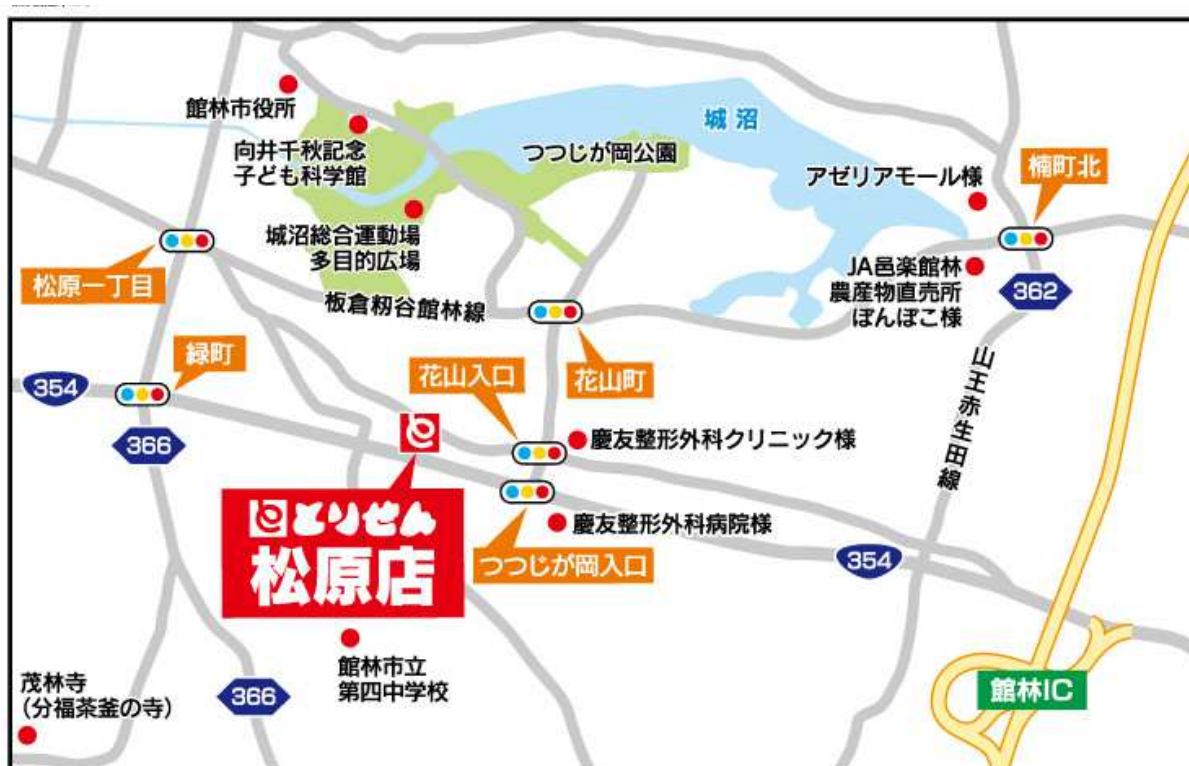 館林市役所
向井千秋記念
子ども科学館
城沼
つつじが岡公園
アゼリアモール様
楠町北
城沼総合運動場
多目的広場
松原一丁目
板倉籾谷館林線
JA邑楽館林
農産物直売所
ぽんぽこ様
362
緑町
354
366
花山入口
花山町
山王赤生田線
慶友整形外科クリニック様
とりせん
松原店
慶友整形外科病院様
つつじが岡入口
354
館林市立
第四中学校
366
茂林寺
(分福茶釜の寺)
館林IC